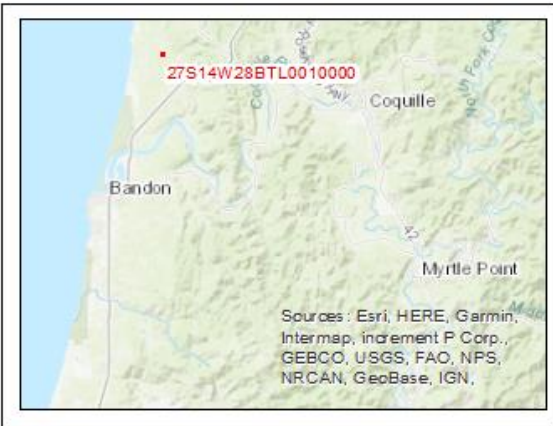 27S14W28BTL0010000
Coquille
Bandon
42
Myrtle Point
Sources: Esri, HERE, Garmin,
Intermap, increment P Corp.,
GEBCO, USGS, FAO, NPS,
NRCAN, GeoBase, IGN,